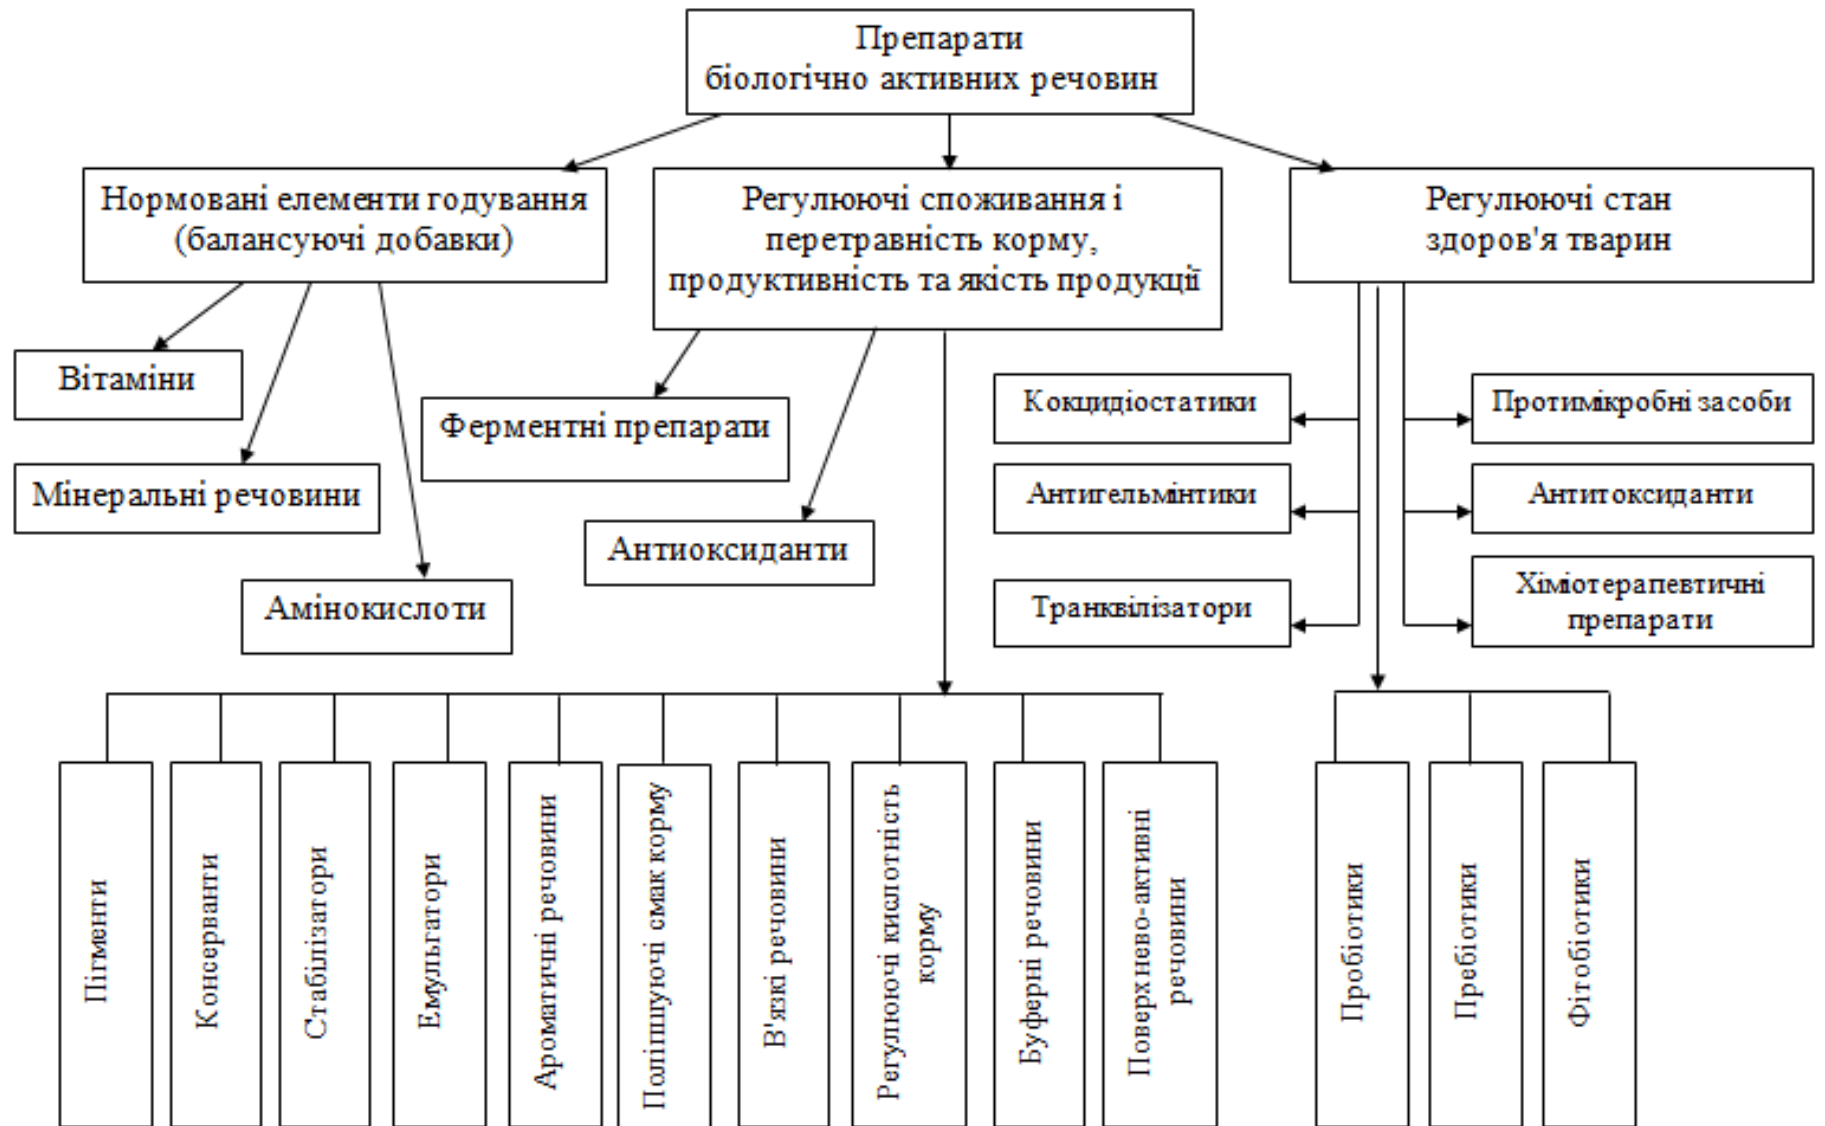 Препарати
біологічно активних речовин
Нормовані елементи годування
(балансуючі добавки)
Регулюючі споживання і
перетравність корму,
продуктивність та якість продукції
Регулюючі стан
здоров'я тварин
Вітаміни
Мінеральні речовини
Амінокислоти
Ферментні препарати
Антиоксиданти
Кокцидіостатики
Антигельмінтики
Транквілізатори
Протимікробні засоби
Антитоксиданти
Хіміотерапевтичні
препарати
Пігменти
Консерванти
Стабілізатори
Емульгатори
Ароматичні речовини
Поліпшуючі смак корму
В'язкі речовини
Регулюючі кислотність
корму
Буферні речовини
Поверхнево-активні
речовини
Пробіотики
Пребіотики
Фітобіотики